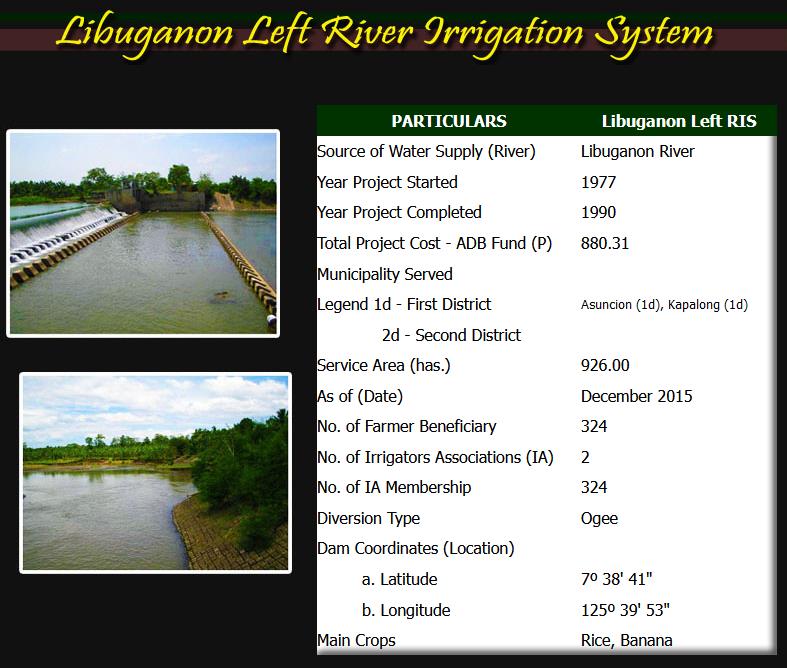 Libuganon Left River Irrigation System
PARTICULARS Libuganon Left RIS
Source of Water Supply (River) Libuganon River
Year Project Started 1977
Year Project Completed 1990
Total Project Cost - ADB Fund (P) 880.31
Municipality Served
Legend 1d - First District Asuncion (1d), Kapalong (1d)
2d - Second District
Service Area (has.) 926.00
As of (Date) December 2015
No. of Farmer Beneficiary 324
No. of Irrigators Associations (IA) 2
No. of IA Membership 324
Diversion Type Ogee
Dam Coordinates (Location)
a. Latitude 7º 38' 41"
b. Longitude 125º 39' 53"
Main Crops Rice, Banana